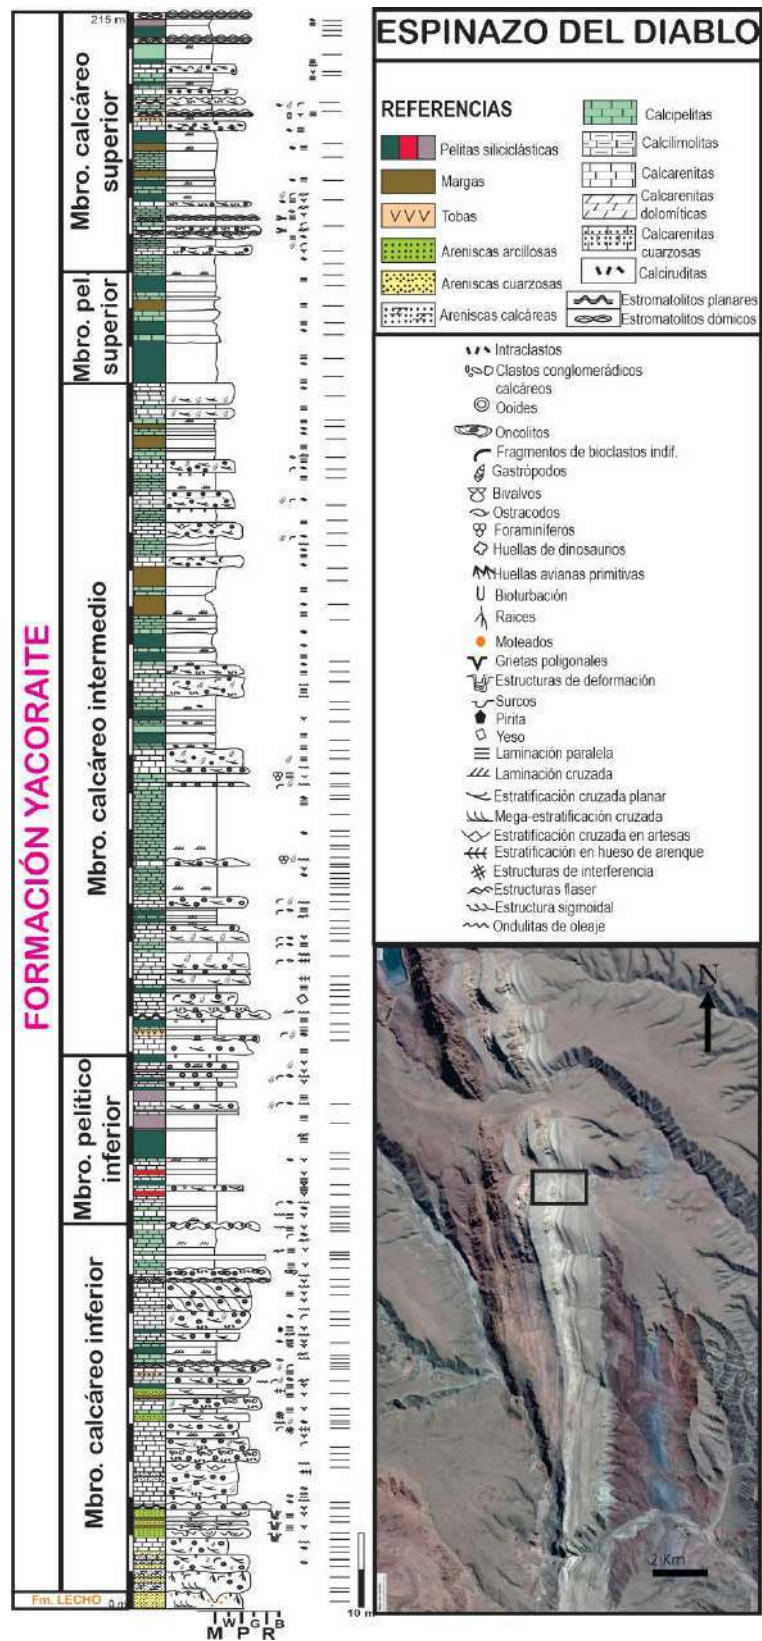 215 m
FORMACIÓN YACORAITE
Mbro. calcáreo
superior
Mbro. pel.
superior
Mbro. calcáreo intermedio
Mbro. pelítico
inferior
Mbro. calcáreo inferior
Fm. LECHO
0 m
10 m
M W P G R B
ESPINAZO DEL DIABLO
REFERENCIAS
Pelitas siliciclásticas
Margas
Tobas
Areniscas arcillosas
Areniscas cuarzosas
Areniscas calcáreas
Calcipelitas
Calcilimolitas
Calcarenitas
Calcarenitas
dolomíticas
Calcarenitas
cuarzosas
Calciruditas
Estromatolitos planares
Estromatolitos dómicos
Intraclastos
Clastos conglomerádicos
calcáreos
Ooides
Oncolitos
Fragmentos de bioclastos indif.
Gastrópodos
Bivalvos
Ostracodos
Foraminíferos
Huellas de dinosaurios
Huellas avianas primitivas
Bioturbación
Raices
Moteados
Grietas poligonales
Estructuras de deformación
Surcos
Pirita
Yeso
Laminación paralela
Laminación cruzada
Estratificación cruzada planar
Mega-estratificación cruzada
Estratificación cruzada en artesas
Estratificación en hueso de arenque
Estructuras de interferencia
Estructuras flaser
Estructura sigmoidal
Ondulitas de oleaje
N
2 Km